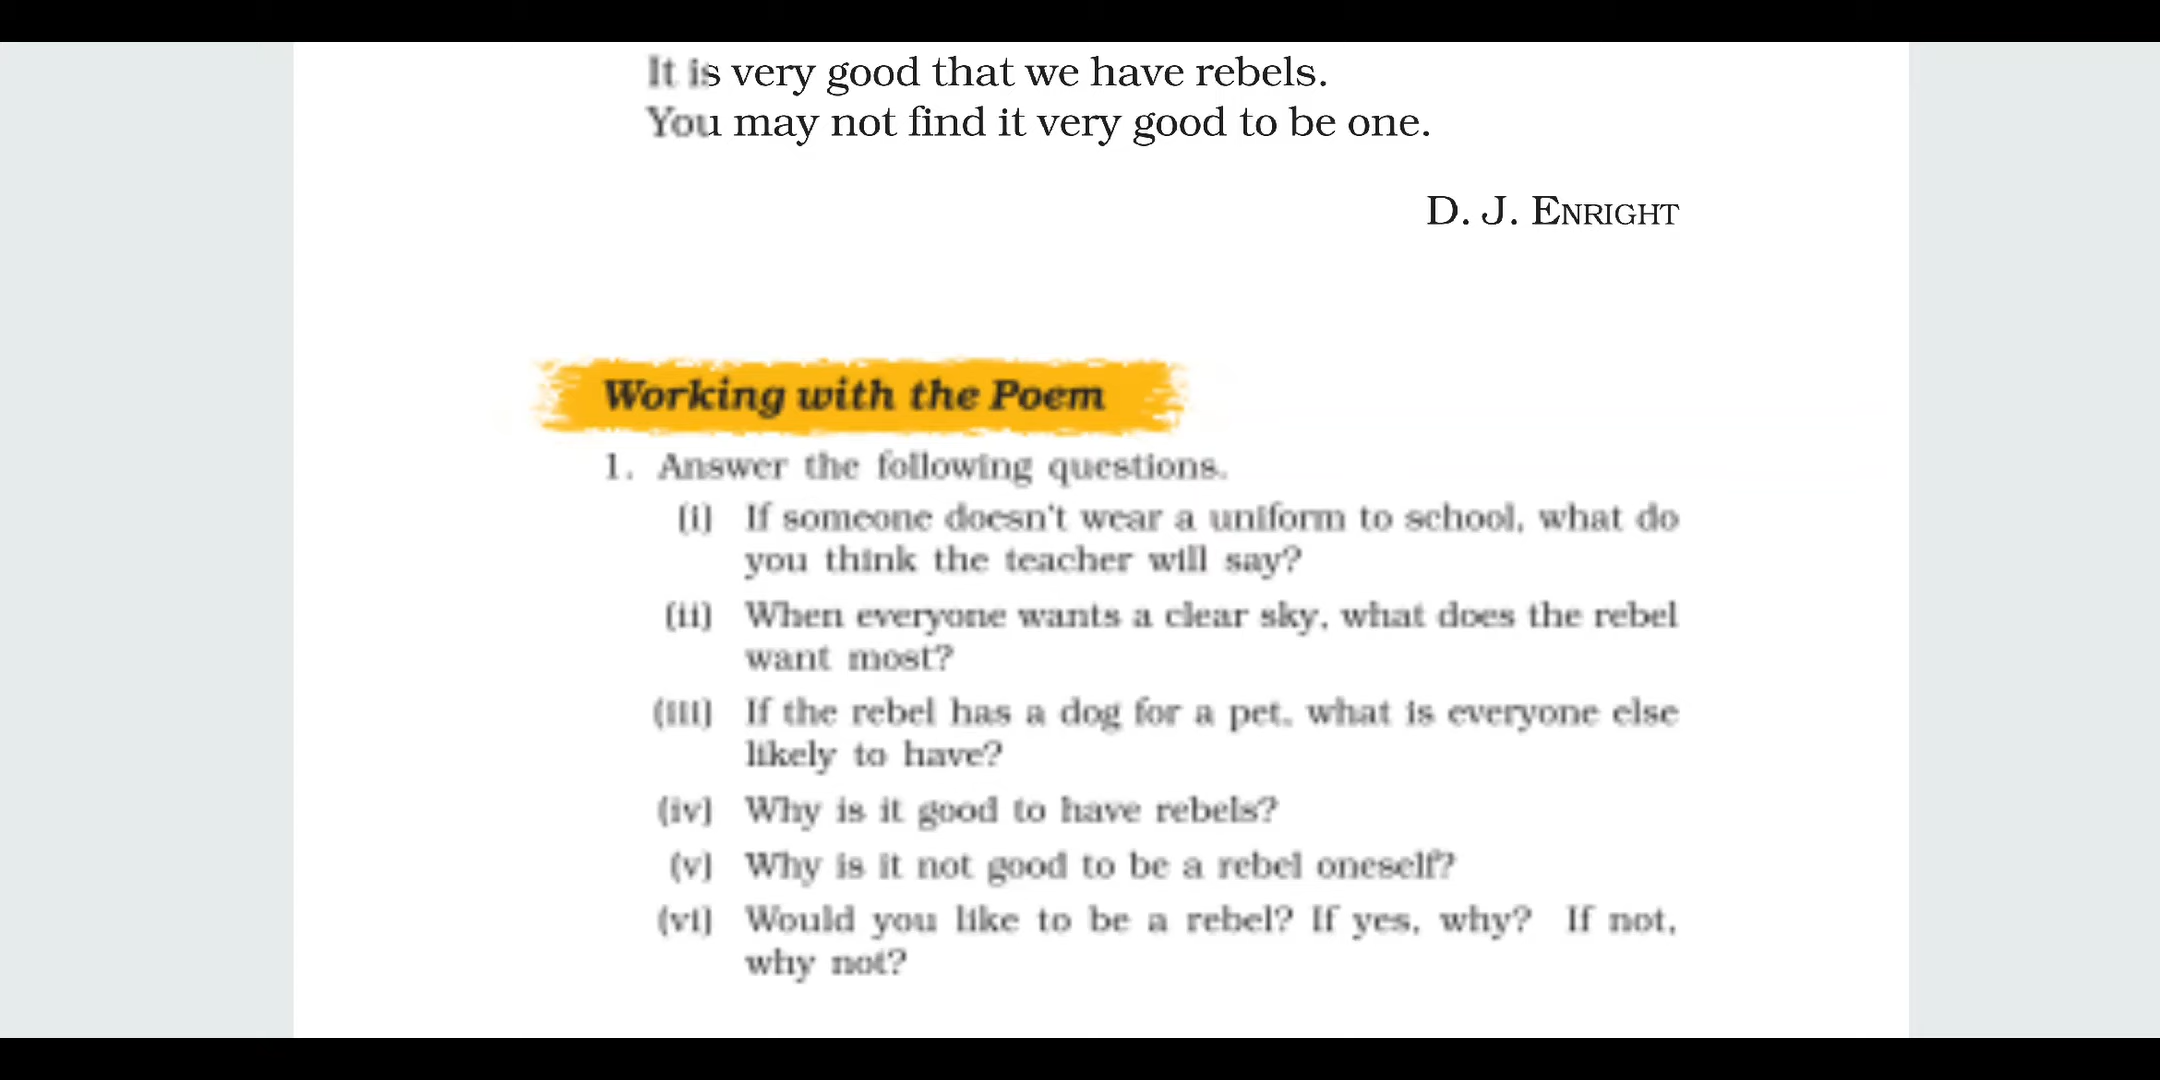 It is very good that we have rebels.
You may not find it very good to be one.
D. J. ENRIGHT
Working with the Poem
1. Answer the following questions.
(i) If someone doesn't wear a uniform to school, what do
you think the teacher will say?
(ii) When everyone wants a clear sky, what does the rebel
want most?
(iii) If the rebel has a dog for a pet, what is everyone else
likely to have?
(iv) Why is it good to have rebels?
(v) Why is it not good to be a rebel oneself?
(vi) Would you like to be a rebel? If yes, why? If not,
why not?